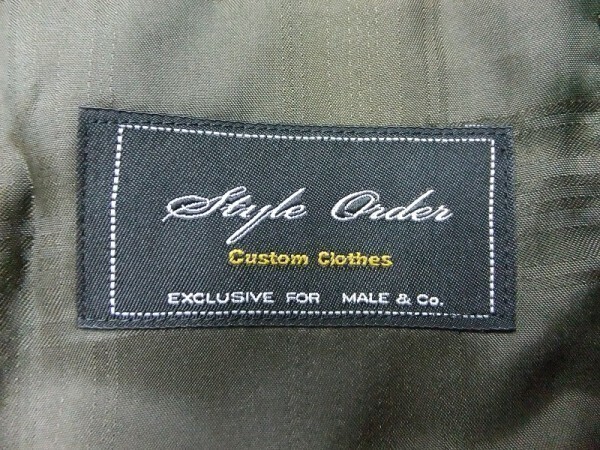 Style Order
Custom Clothes
EXCLUSIVE FOR MALE & Co.